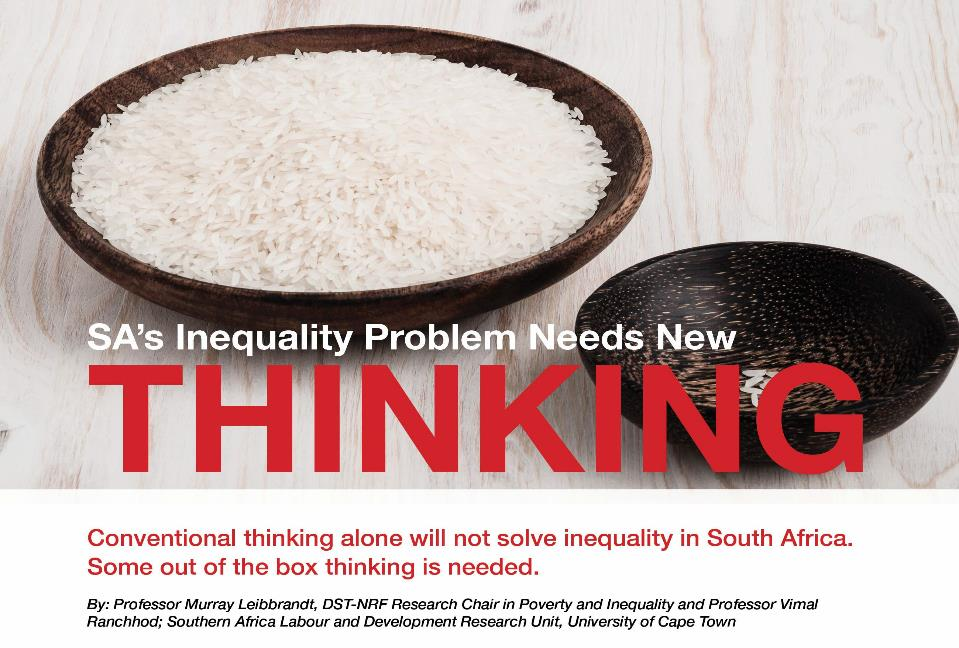 SA's Inequality Problem Needs New
THINKING
Conventional thinking alone will not solve inequality in South Africa.
Some out of the box thinking is needed.
By: Professor Murray Leibbrandt, DST-NRF Research Chair in Poverty and Inequality and Professor Vimal
Ranchhod; Southern Africa Labour and Development Research Unit, University of Cape Town